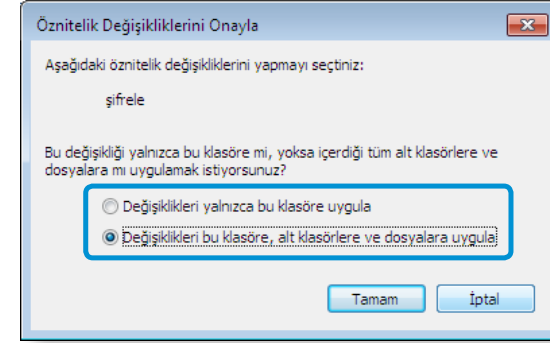 Öznitelik Değişikliklerini Onayla
Aşağıdaki öznitelik değişikliklerini yapmayı seçtiniz:
şifrele
Bu değişikliği yalnızca bu klasöre mi, yoksa içerdiği tüm alt klasörlere ve
dosyalara mı uygulamak istiyorsunuz?
Değişiklikleri yalnızca bu klasöre uygula
Değişiklikleri bu klasöre, alt klasörlere ve dosyalara uygula
Tamam İptal